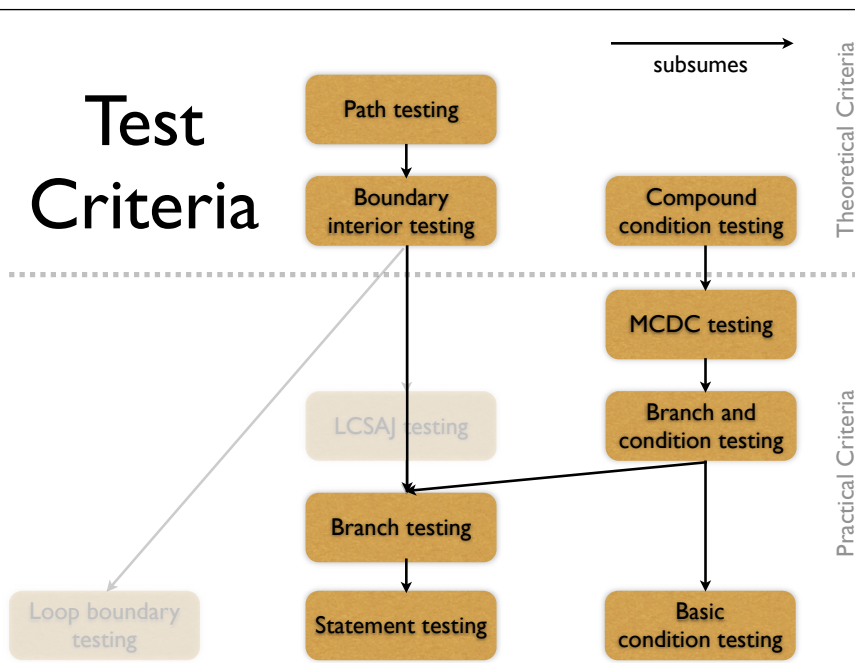 subsumes
Theoretical Criteria
Test
Criteria
Path testing
Boundary
interior testing
Compound
condition testing
MCDC testing
LCSAJ testing
Branch and
condition testing
Practical Criteria
Branch testing
Loop boundary
testing
Statement testing
Basic
condition testing